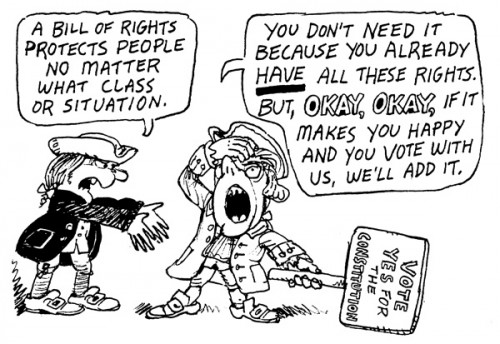 A BILL OF RIGHTS
PROTECTS PEOPLE
NO MATTER
WHAT CLASS
OR SITUATION.
YOU DON'T NEED IT
BECAUSE YOU ALREADY
HAVE ALL THESE RIGHTS.
BUT, OKAY, OKAY, IF IT
MAKES YOU HAPPY
AND YOU VOTE WITH
US, WE'LL ADD IT.
VOTE
YES FOR
THE
CONSTITUTION